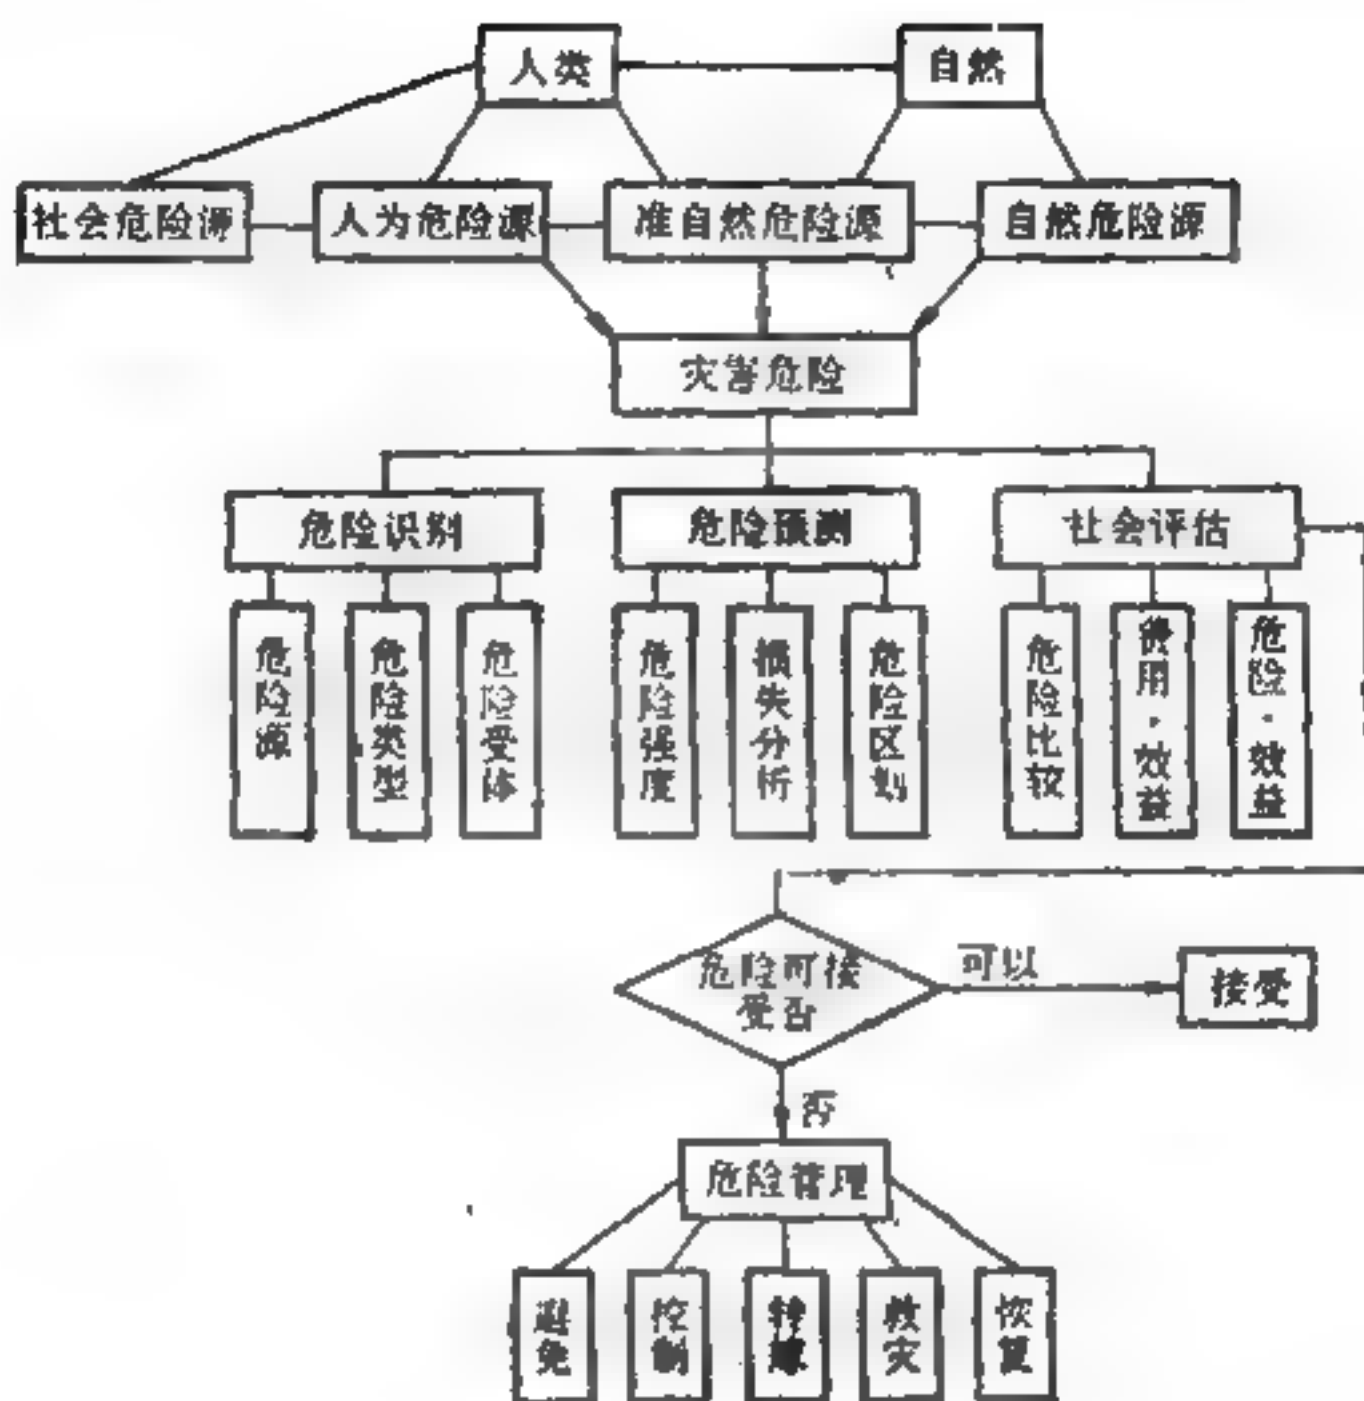 人类
自然
社会危险源
人为危险源
准自然危险源
自然危险源
灾害危险
危险识别
危险预测
社会评估
危险源
危险类型
危险受体
危险强度
损失分析
危险区划
危险比较
费用·效益
危险·效益
危险可接
受否
可以
接受
否
危险管理
避免
控制
转嫁
救灾
恢复